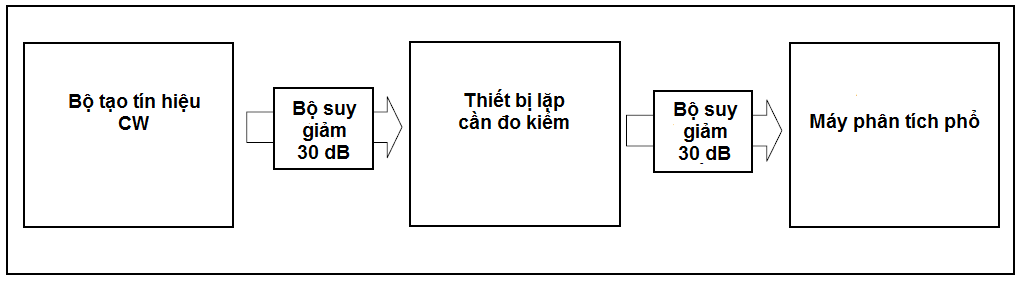 Bộ tạo tín hiệu
CW
Bộ suy
giảm
30 dB
Thiết bị lặp
cần đo kiểm
Bộ suy
giảm
30 dB
Máy phân tích phổ